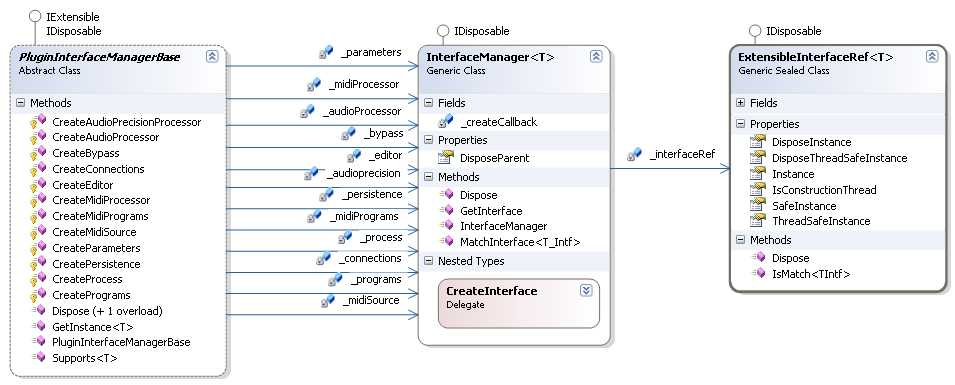 IExtensible
IDisposable
PluginInterfaceManagerBase
Abstract Class
Methods
CreateAudioPrecisionProcessor
CreateAudioProcessor
CreateBypass
CreateConnections
CreateEditor
CreateMidiProcessor
CreateMidiPrograms
CreateMidiSource
CreateParameters
CreatePersistence
CreateProcess
CreatePrograms
Dispose (+ 1 overload)
GetInstance<T>
PluginInterfaceManagerBase
Supports<T>
_parameters
_midiProcessor
_audioProcessor
_bypass
_editor
_audioprecision
_persistence
_midiPrograms
_process
_connections
_programs
_midiSource
IDisposable
InterfaceManager<T>
Generic Class
Fields
_createCallback
Properties
DisposeParent
Methods
Dispose
GetInterface
InterfaceManager
MatchInterface<T_Intf>
Nested Types
CreateInterface
Delegate
_interfaceRef
IDisposable
ExtensibleInterfaceRef<T>
Generic Sealed Class
Fields
Properties
DisposeInstance
DisposeThreadSafeInstance
Instance
IsConstructionThread
SafeInstance
ThreadSafeInstance
Methods
Dispose
IsMatch<TIntf>